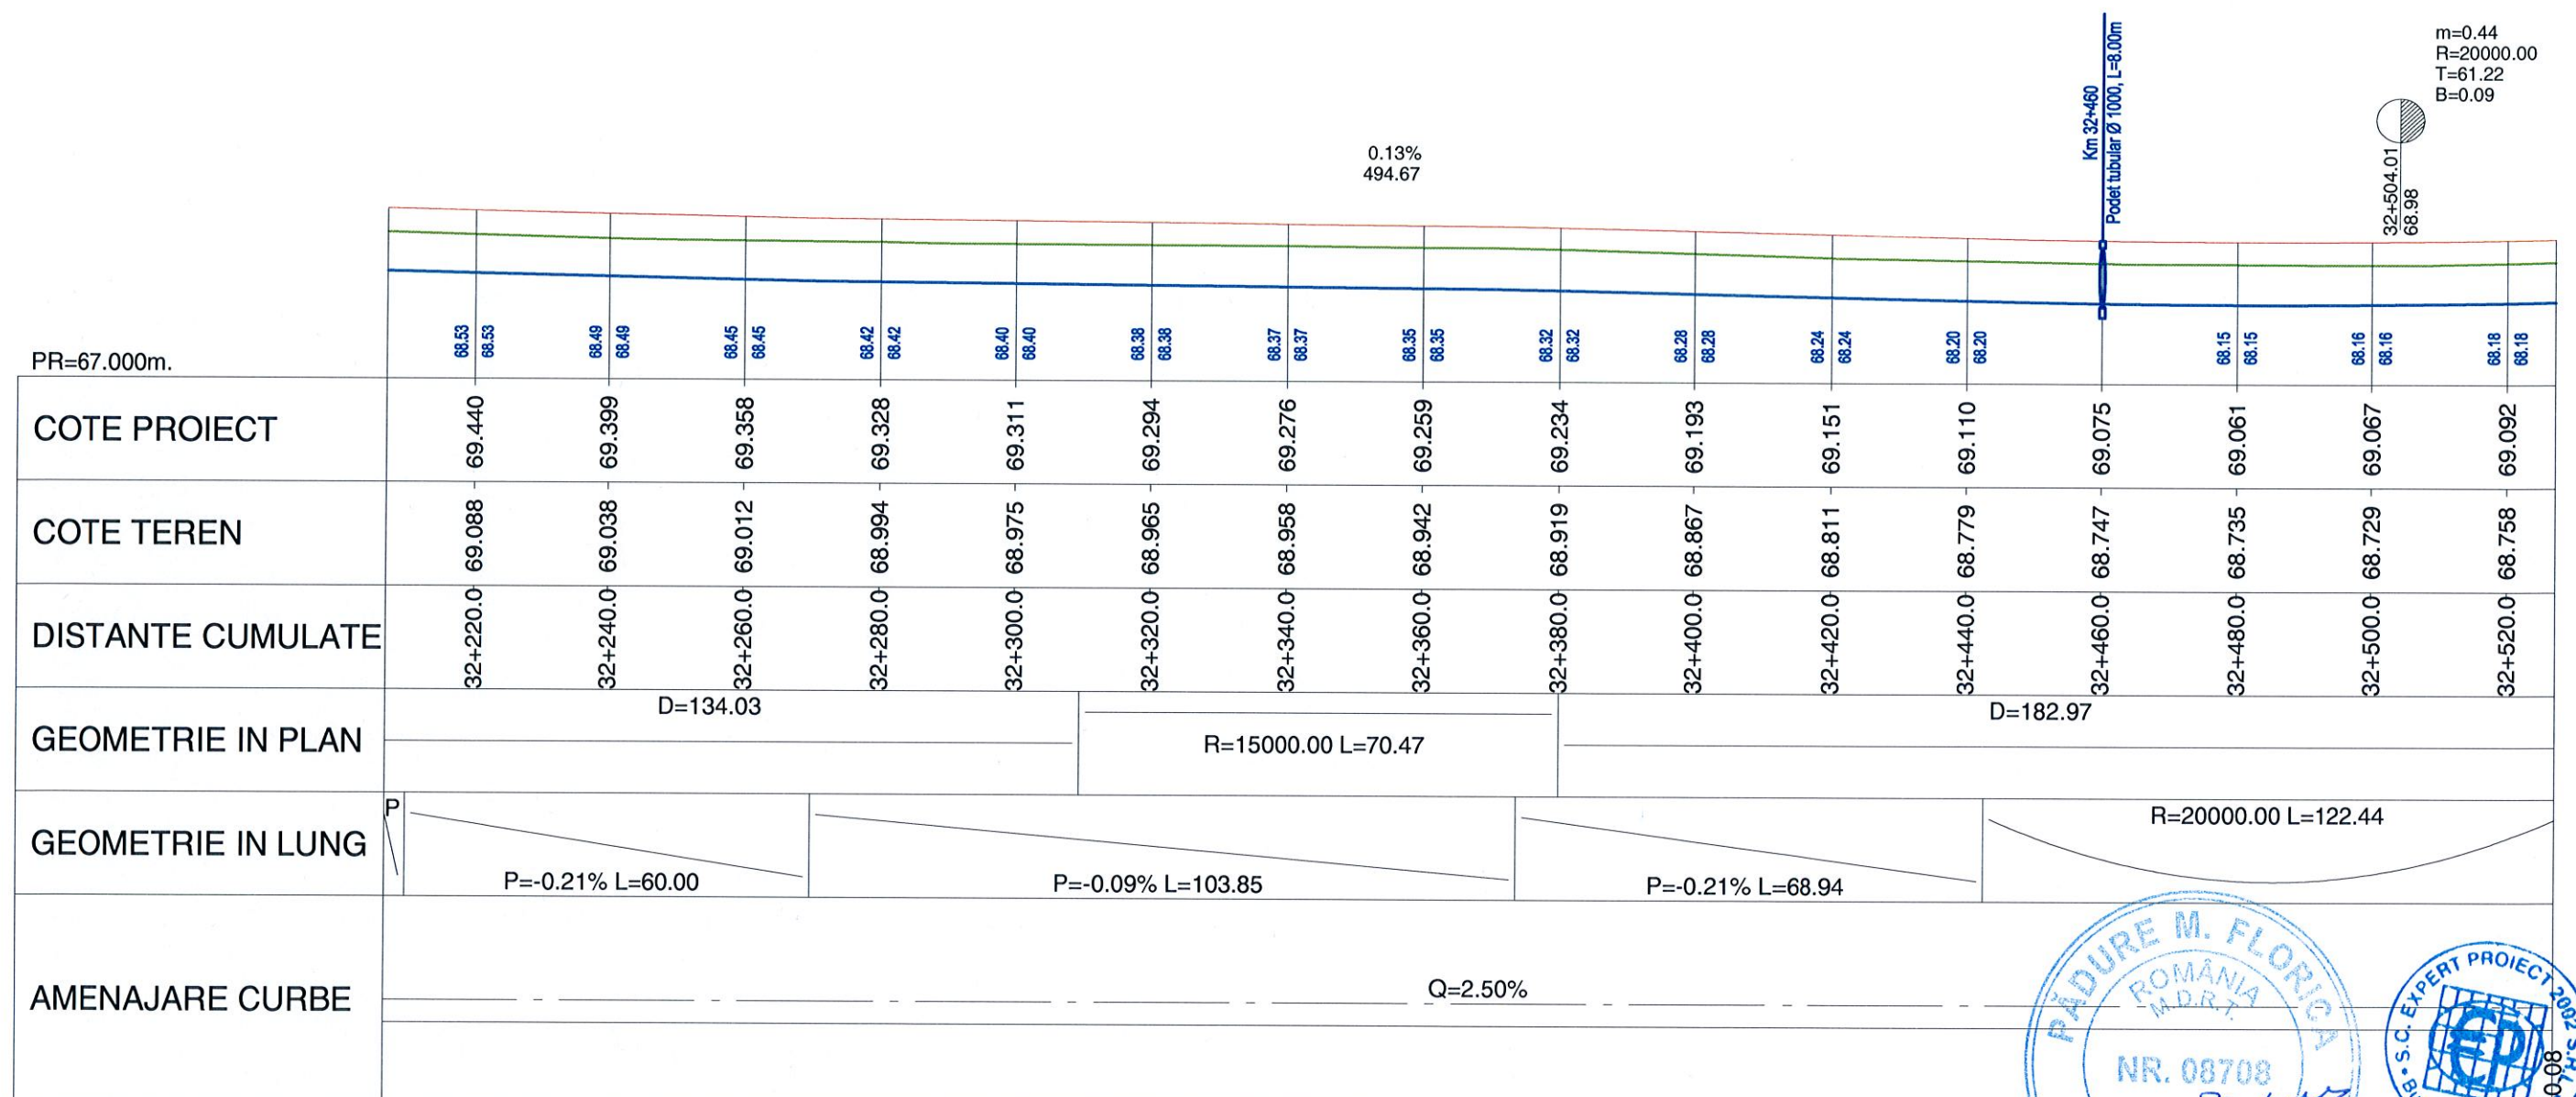 m=0.44
R=20000.00
T=61.22
B=0.09
Km 32+460
Podet tubular Ø 1000, L=8.00m
32+504.01
68.98
0.13%
494.67
68.53 68.53 68.49 68.49 68.45 68.45 68.42 68.42 68.40 68.40 68.38 68.38 68.37 68.37 68.35 68.35 68.32 68.32 68.28 68.28 68.24 68.24 68.20 68.20 68.15 68.15 68.16 68.16 68.18 68.18
PR=67.000m.
COTE PROIECT 69.440 69.399 69.358 69.328 69.311 69.294 69.276 69.259 69.234 69.193 69.151 69.110 69.075 69.061 69.067 69.092
COTE TEREN 69.088 69.038 69.012 68.994 68.975 68.965 68.958 68.942 68.919 68.867 68.811 68.779 68.747 68.735 68.729 68.758
DISTANTE CUMULATE 32+220.0 32+240.0 32+260.0 32+280.0 32+300.0 32+320.0 32+340.0 32+360.0 32+380.0 32+400.0 32+420.0 32+440.0 32+460.0 32+480.0 32+500.0 32+520.0
D=134.03 D=182.97
GEOMETRIE IN PLAN R=15000.00 L=70.47
P R=20000.00 L=122.44
GEOMETRIE IN LUNG
P=-0.21% L=60.00 P=-0.09% L=103.85 P=-0.21% L=68.94
AMENAJARE CURBE Q=2.50%
PĂDURE M. FLORICA
ROMÂNIA
M.D.R.T.
NR. 08708
S.C. EXPERT PROIECT 2002 S.R.L.
EP
0.08